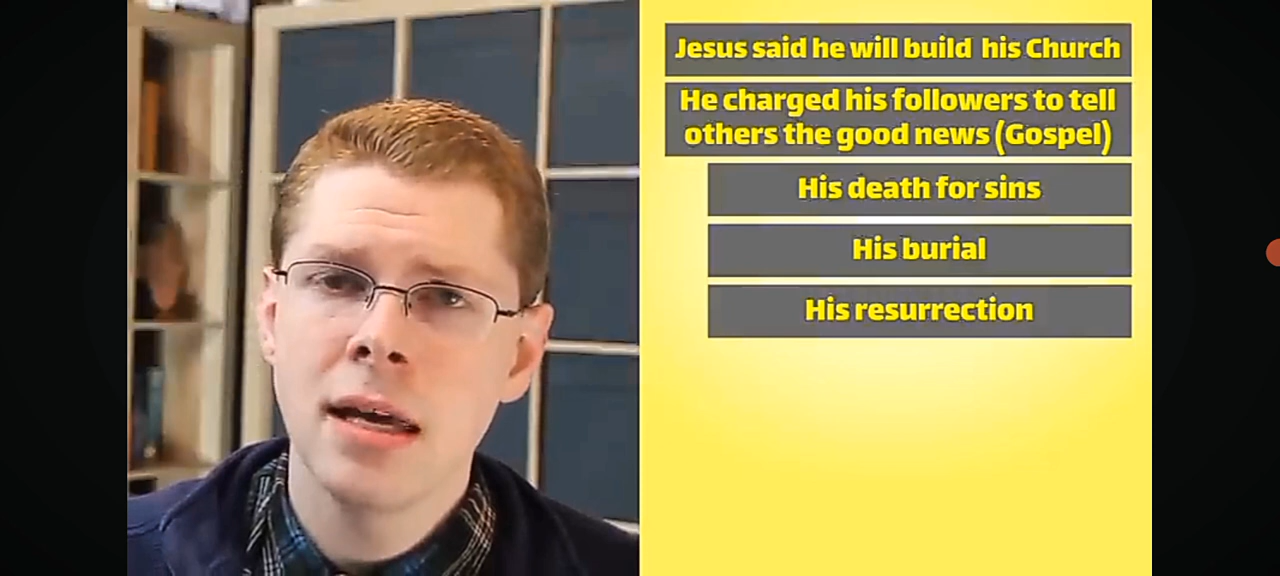 Jesus said he will build his Church
He charged his followers to tell
others the good news (Gospel)
His death for sins
His burial
His resurrection